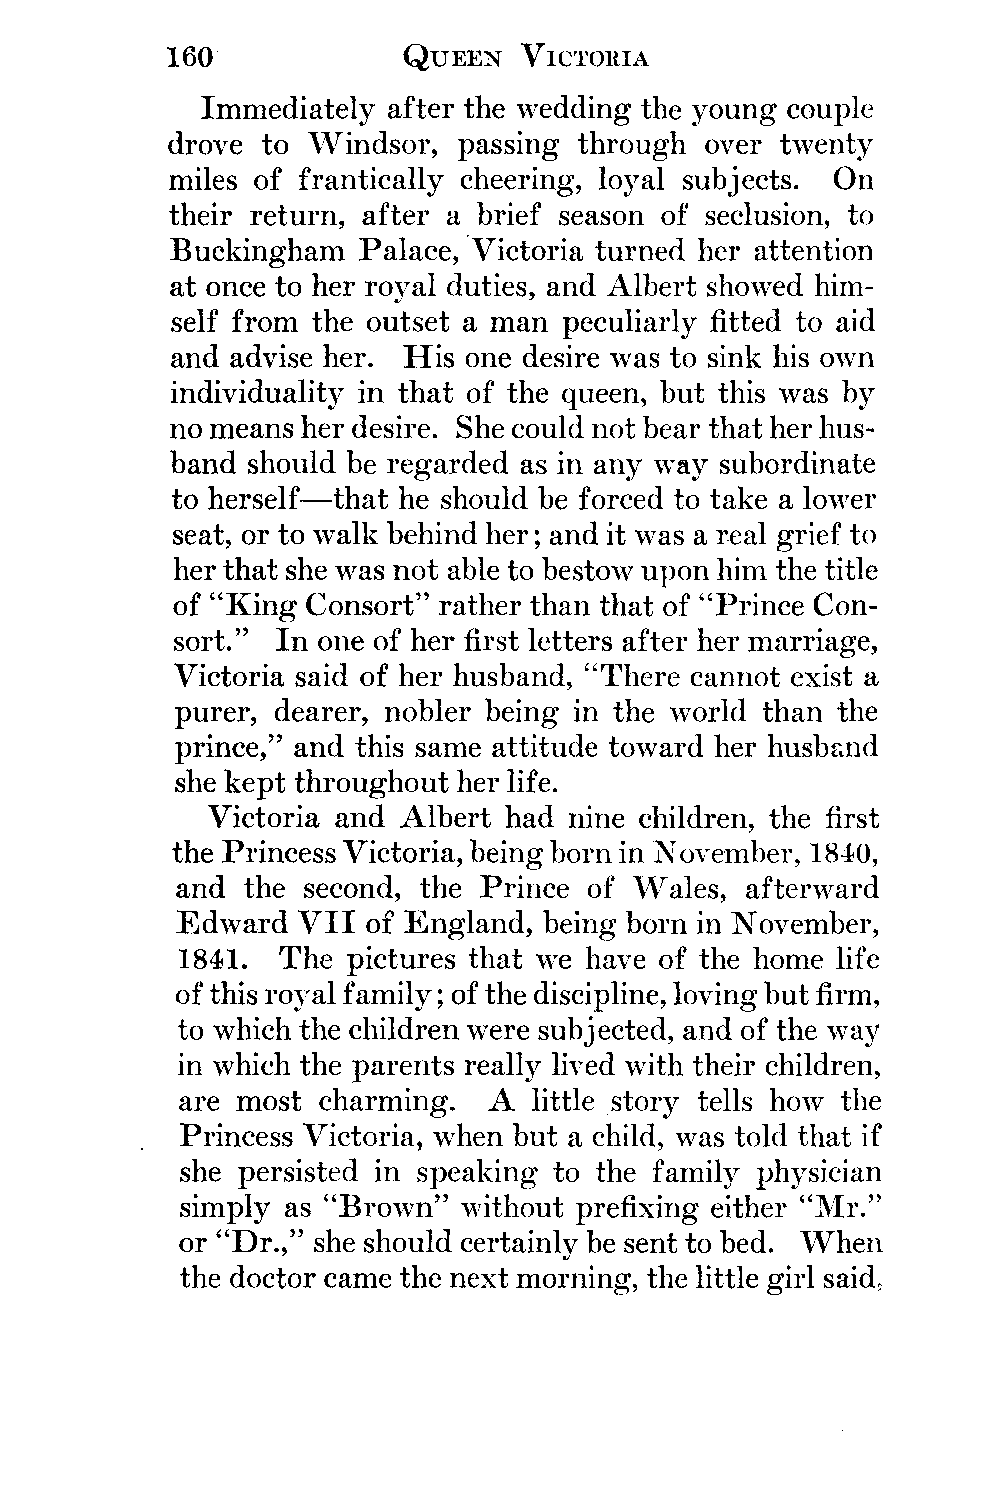 160 QUEEN VICTORIA
Immediately after the wedding the young couple
drove to Windsor, passing through over twenty
miles of frantically cheering, loyal subjects. On
their return, after a brief season of seclusion, to
Buckingham Palace, Victoria turned her attention
at once to her royal duties, and Albert showed him-
self from the outset a man peculiarly fitted to aid
and advise her. His one desire was to sink his own
individuality in that of the queen, but this was by
no means her desire. She could not bear that her hus-
band should be regarded as in any way subordinate
to herself—that he should be forced to take a lower
seat, or to walk behind her; and it was a real grief to
her that she was not able to bestow upon him the title
of “King Consort” rather than that of “Prince Con-
sort.” In one of her first letters after her marriage,
Victoria said of her husband, “There cannot exist a
purer, dearer, nobler being in the world than the
prince,” and this same attitude toward her husband
she kept throughout her life.
Victoria and Albert had nine children, the first
the Princess Victoria, being born in November, 1840,
and the second, the Prince of Wales, afterward
Edward VII of England, being born in November,
1841. The pictures that we have of the home life
of this royal family; of the discipline, loving but firm,
to which the children were subjected, and of the way
in which the parents really lived with their children,
are most charming. A little story tells how the
Princess Victoria, when but a child, was told that if
she persisted in speaking to the family physician
simply as “Brown” without prefixing either “Mr.”
or “Dr.,” she should certainly be sent to bed. When
the doctor came the next morning, the little girl said,